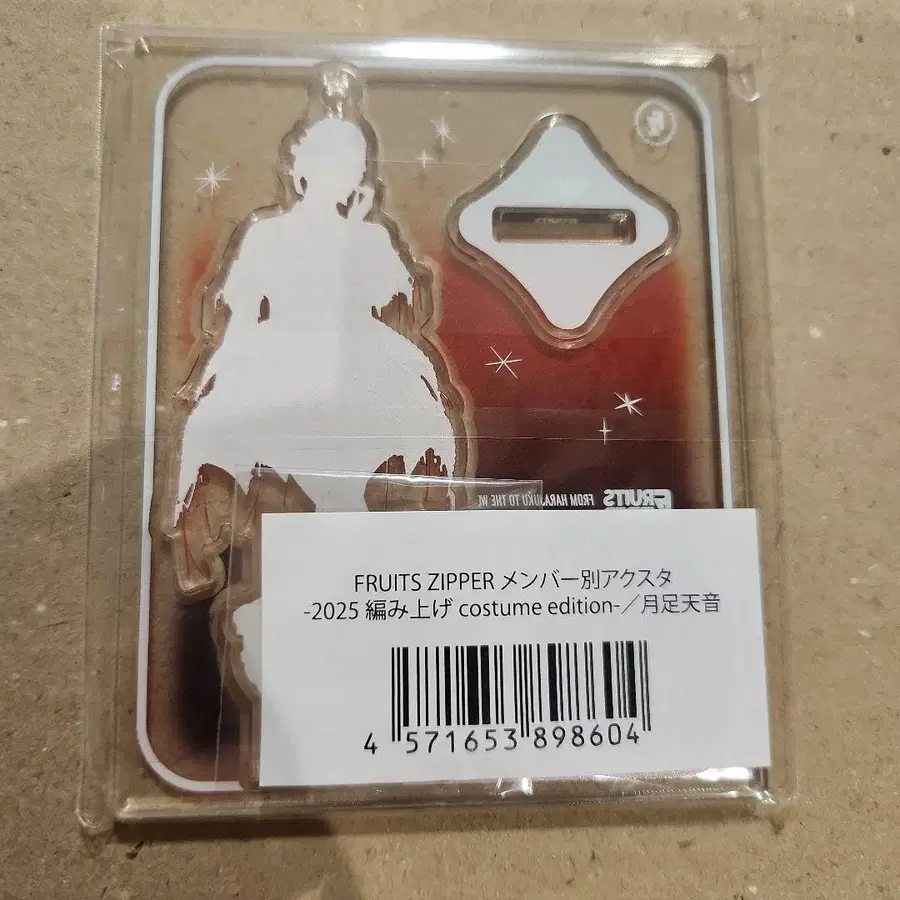 FRUITS
FROM HARAJUKU TO THE
FRUITS ZIPPER メンバー別アクスタ
-2025 編み上げ costume edition-／月足天音
4 571653 898604